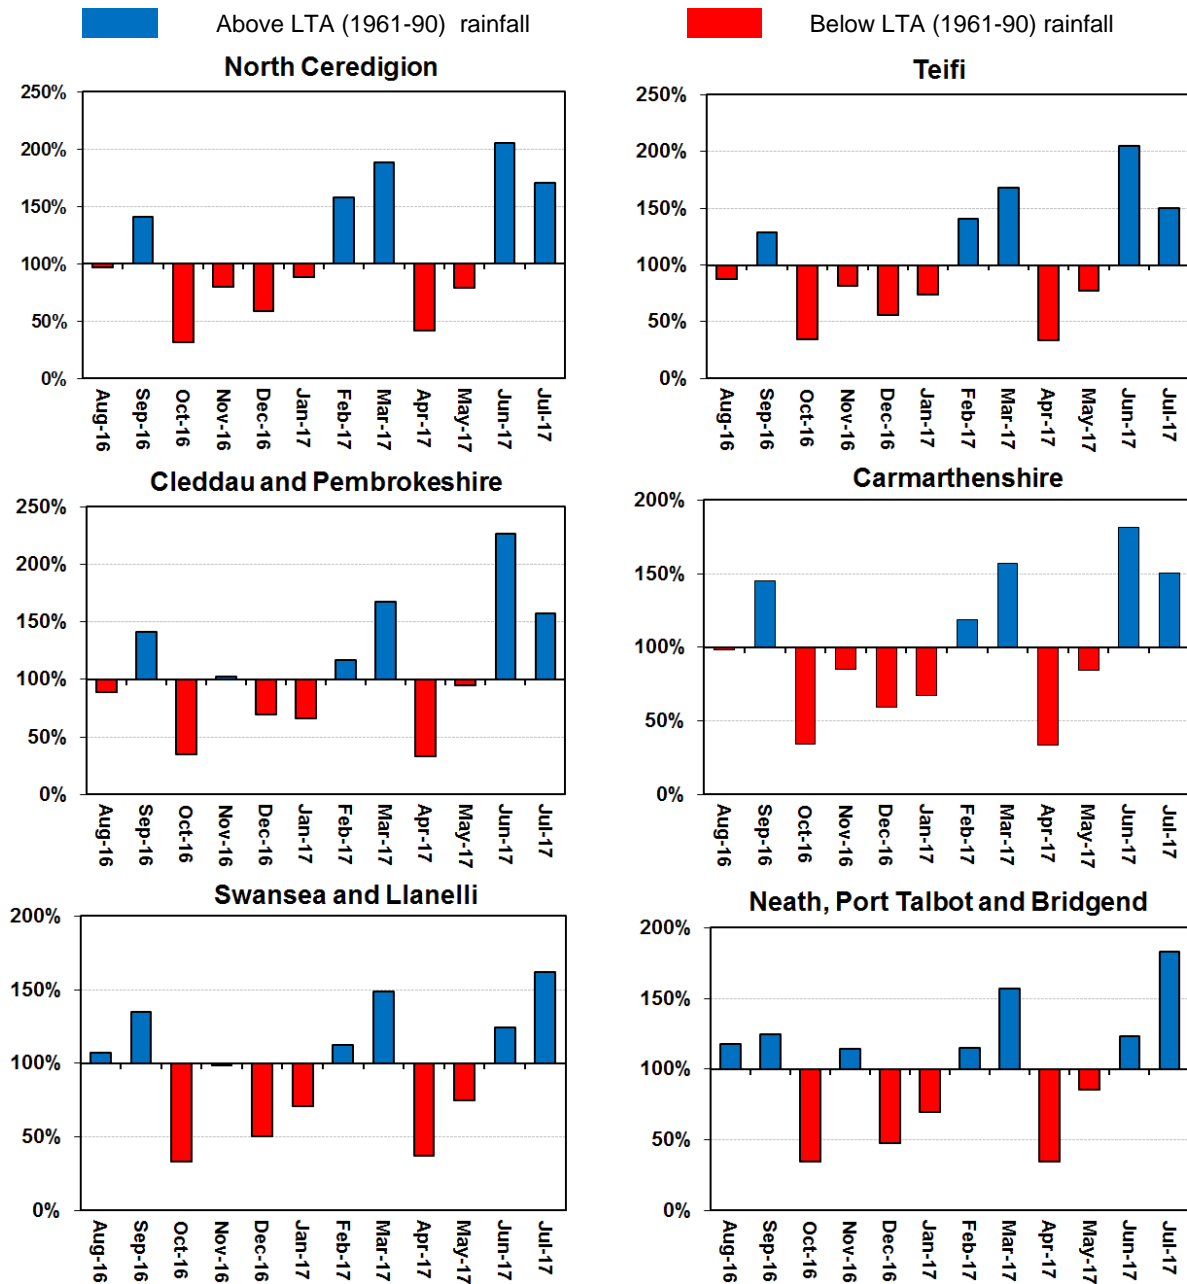 Above LTA (1961-90) rainfall
Below LTA (1961-90) rainfall
North Ceredigion
250%
200%
150%
100%
50%
0%
Aug-16
Sep-16
Oct-16
Nov-16
Dec-16
Jan-17
Feb-17
Mar-17
Apr-17
May-17
Jun-17
Jul-17
Teifi
250%
200%
150%
100%
50%
0%
Aug-16
Sep-16
Oct-16
Nov-16
Dec-16
Jan-17
Feb-17
Mar-17
Apr-17
May-17
Jun-17
Jul-17
Cleddau and Pembrokeshire
250%
200%
150%
100%
50%
0%
Aug-16
Sep-16
Oct-16
Nov-16
Dec-16
Jan-17
Feb-17
Mar-17
Apr-17
May-17
Jun-17
Jul-17
Carmarthenshire
200%
150%
100%
50%
0%
Aug-16
Sep-16
Oct-16
Nov-16
Dec-16
Jan-17
Feb-17
Mar-17
Apr-17
May-17
Jun-17
Jul-17
Swansea and Llanelli
200%
150%
100%
50%
0%
Aug-16
Sep-16
Oct-16
Nov-16
Dec-16
Jan-17
Feb-17
Mar-17
Apr-17
May-17
Jun-17
Jul-17
Neath, Port Talbot and Bridgend
200%
150%
100%
50%
0%
Aug-16
Sep-16
Oct-16
Nov-16
Dec-16
Jan-17
Feb-17
Mar-17
Apr-17
May-17
Jun-17
Jul-17